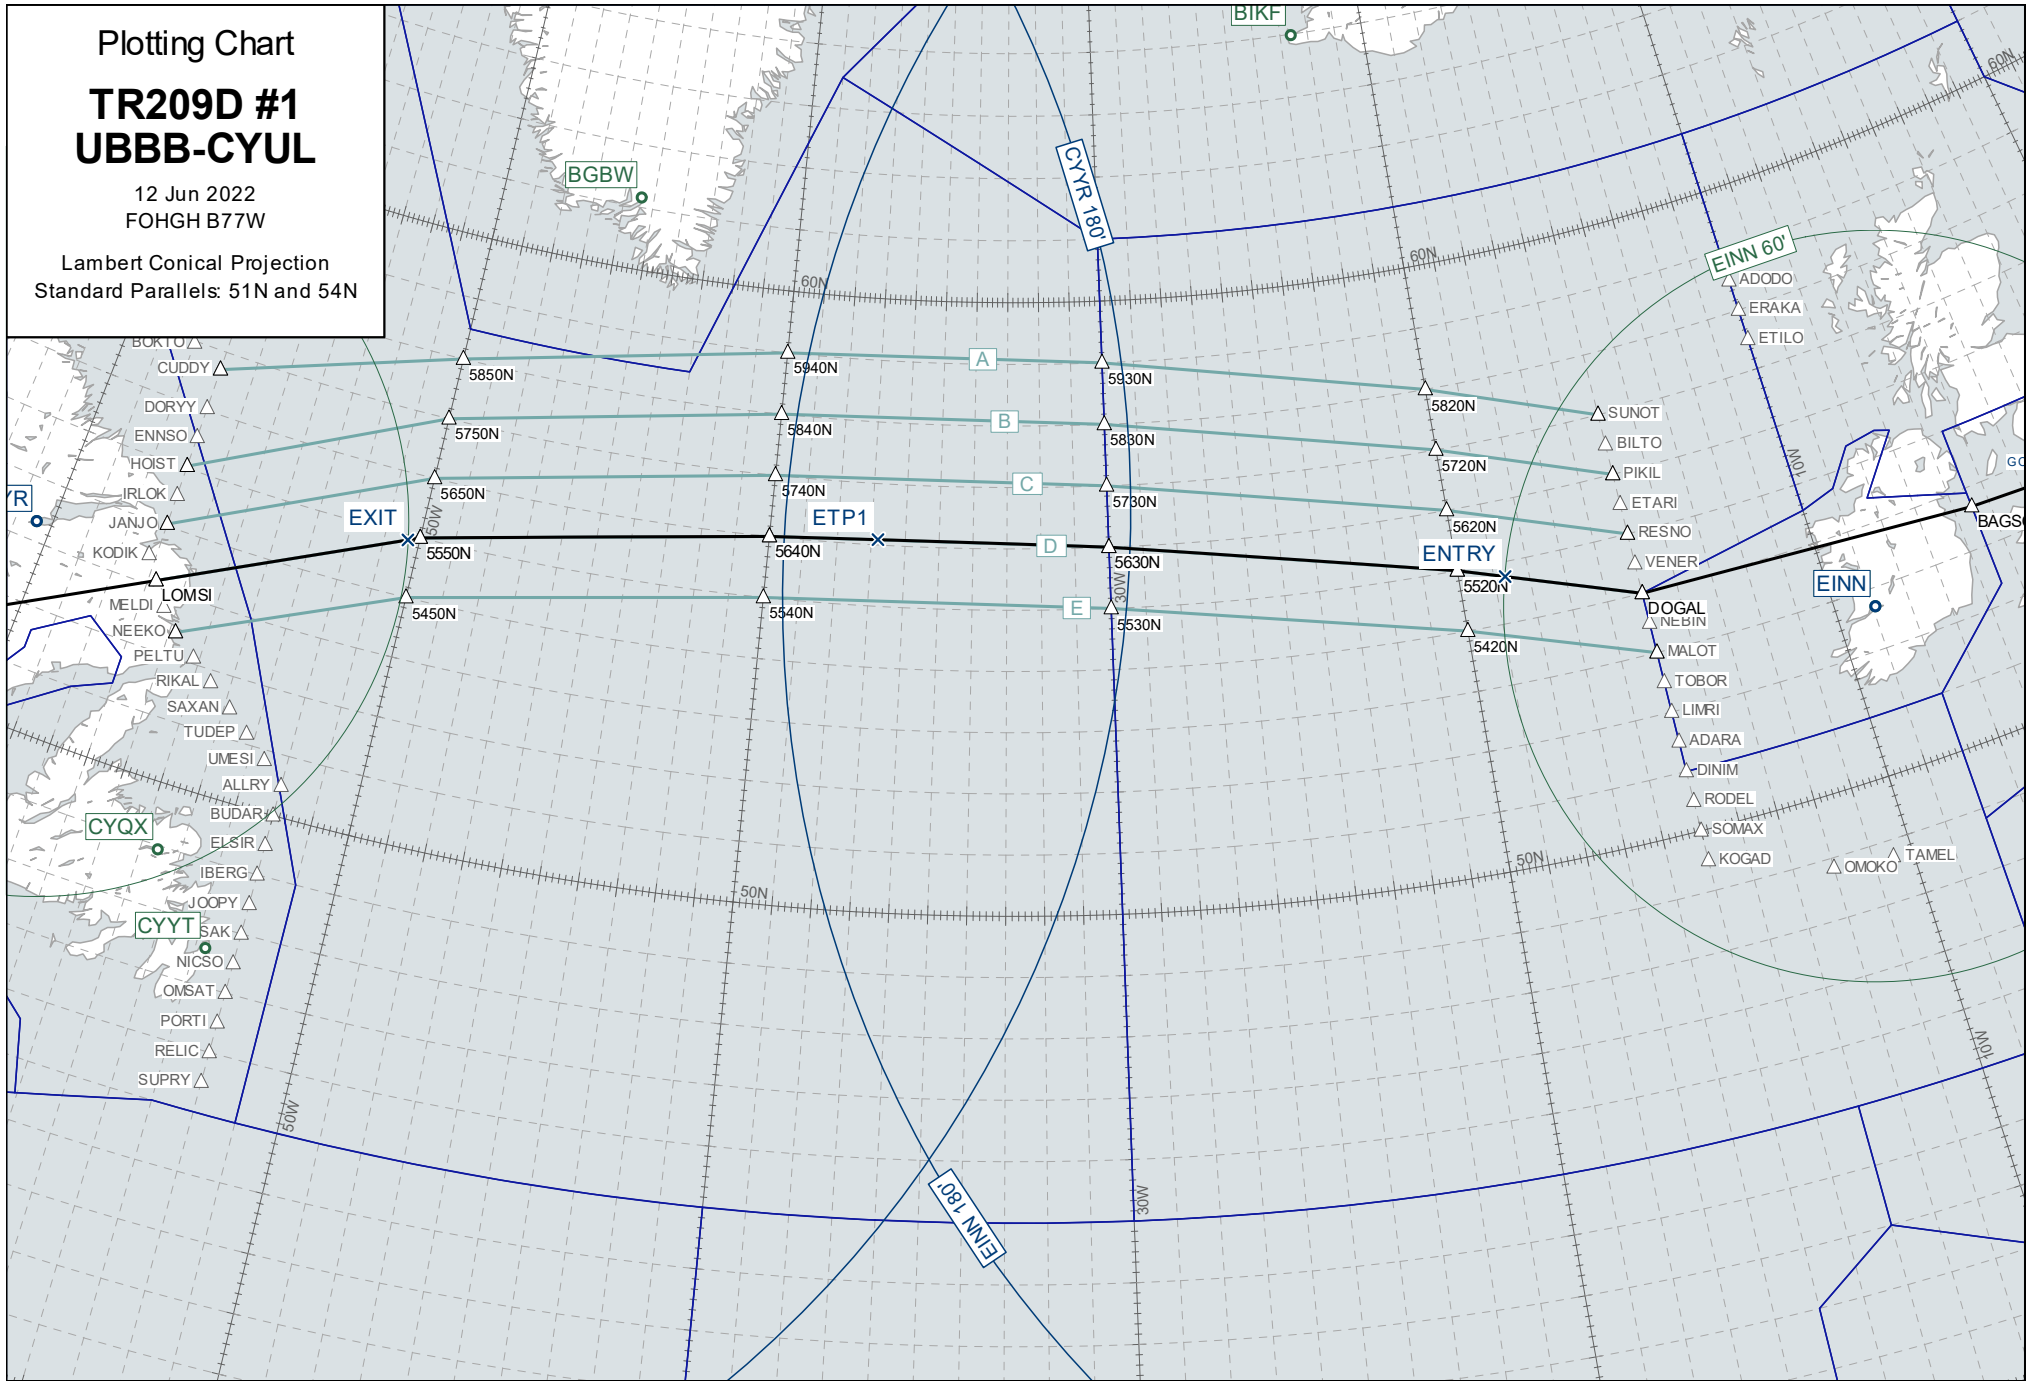 Plotting Chart
TR209D #1
UBBB-CYUL
12 Jun 2022
FOHGH B77W
Lambert Conical Projection
Standard Parallels: 51N and 54N
BIKF
BGBW
CYYR 180'
60N
60N
60N
EINN 60'
ADODO
ERAKA
ETILO
BOKTO
CUDDY
5850N
5940N
A
5930N
5820N
SUNOT
DORYY
ENNSO
5750N
5840N
B
5830N
5720N
BILTO
HOIST
PIKIL
10W
IRLOK
5650N
5740N
C
5730N
5620N
ETARI
YR
JANJO
EXIT
50W
ETP1
RESNO
BAGSO
KODIK
5550N
5640N
D
5630N
ENTRY
5520N
VENER
LOMSI
30W
EINN
MELDI
5450N
5540N
E
5530N
DOGAL
NEBIN
NEEKO
5420N
MALOT
PELTU
RIKAL
TOBOR
SAXAN
LIMRI
TUDEP
ADARA
UMESI
DINIM
ALLRY
RODEL
BUDAR
CYQX
SOMAX
ELSIR
KOGAD
50N
OMOKO
TAMEL
IBERG
50N
JOOPY
CYYT
SAK
NICSO
OMSAT
PORTI
10W
RELIC
SUPRY
50W
30W
EINN 180'